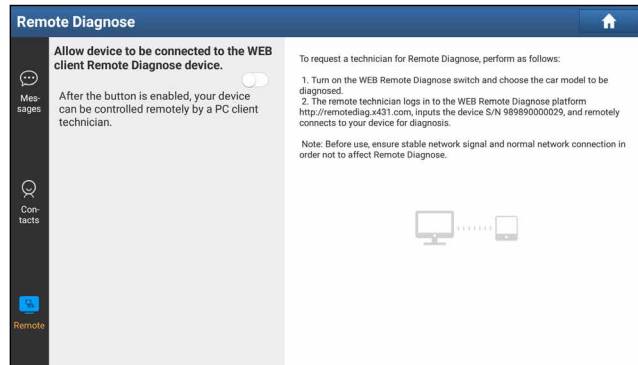 Remote Diagnose
Mes-
sages
Con-
tacts
Remote
Allow device to be connected to the WEB
client Remote Diagnose device.
After the button is enabled, your device
can be controlled remotely by a PC client
technician.
To request a technician for Remote Diagnose, perform as follows:
1. Turn on the WEB Remote Diagnose switch and choose the car model to be
diagnosed.
2. The remote technician logs in to the WEB Remote Diagnose platform
http://remotediag.x431.com, inputs the device S/N 989890000029, and remotely
connects to your device for diagnosis.
Note: Before use, ensure stable network signal and normal network connection in
order not to affect Remote Diagnose.